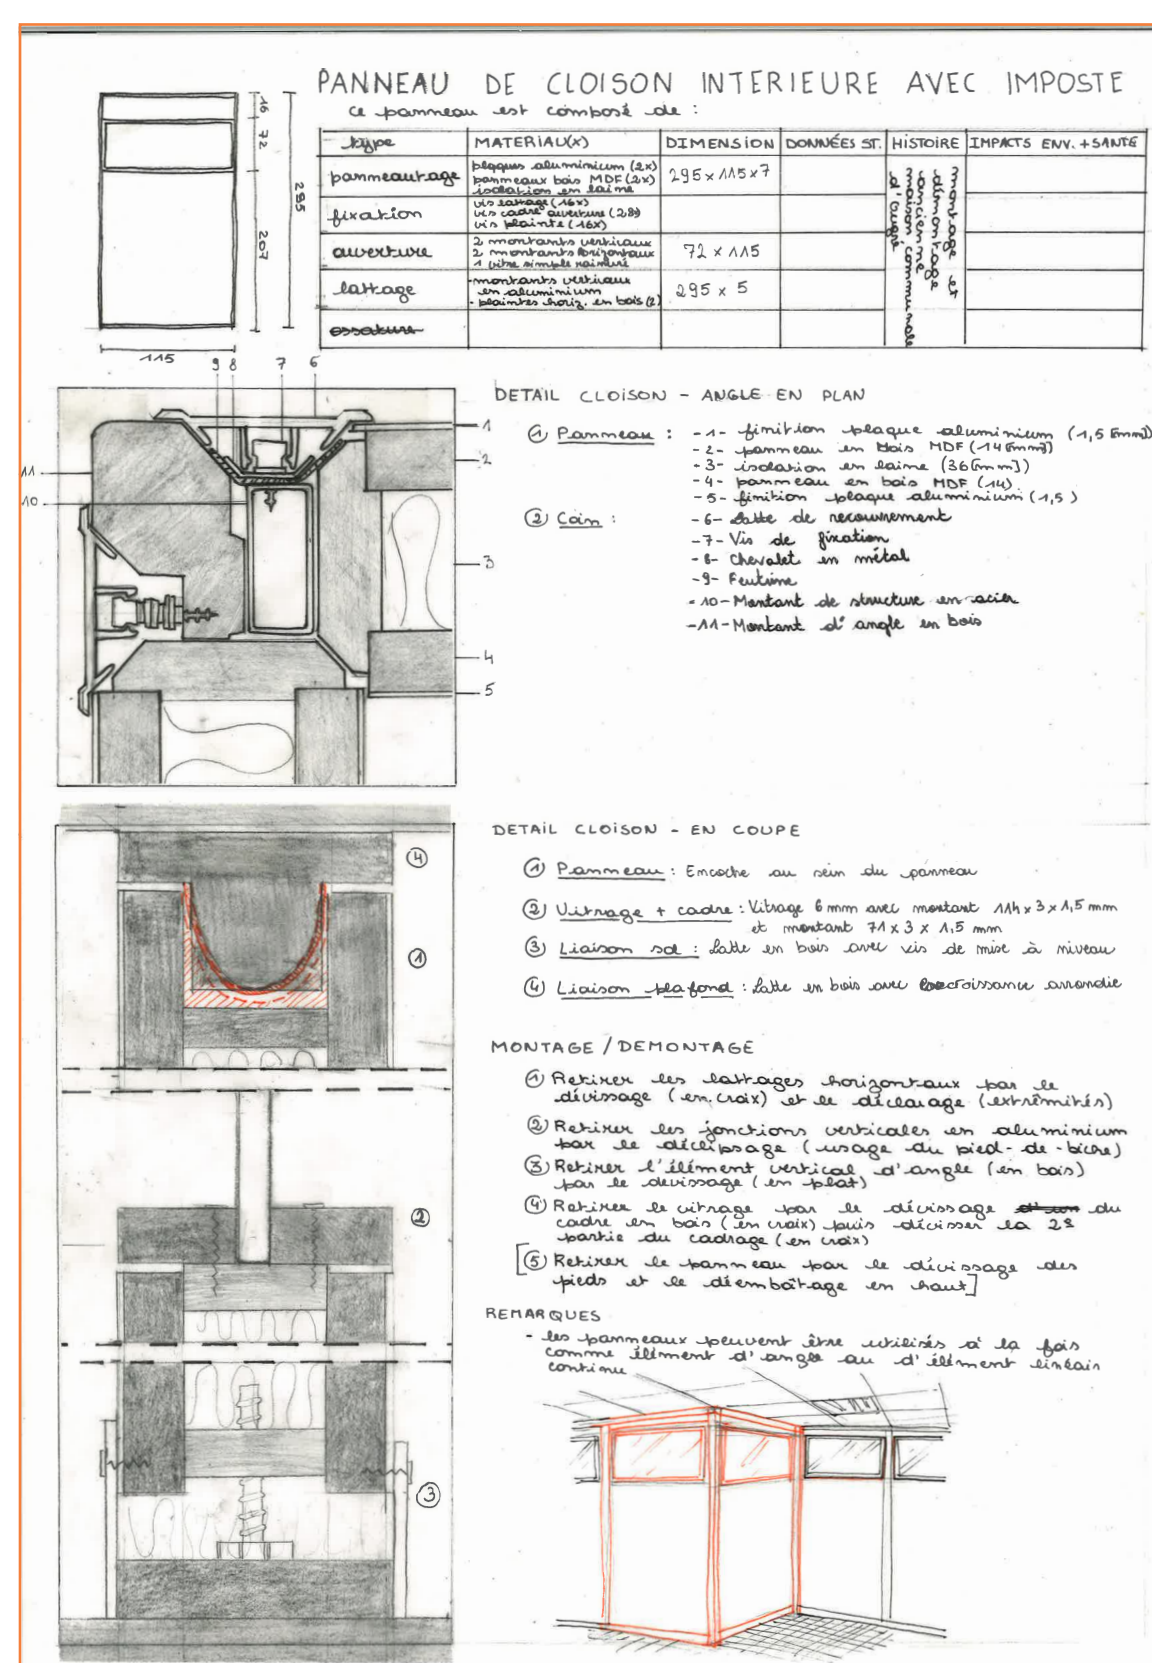 PANNEAU DE CLOISON INTERIEURE AVEC IMPOSTE
ce panneau est composé de :
type MATERIAU(X) DIMENSION DONNÉES ST. HISTOIRE IMPACTS ENV. + SANTÉ
panneautage
plaques aluminium (2x)
panneaux bois MDF (2x)
isolation en laine
295 x 115 x 7
fixation
vis lattage (16x)
vis cadre ouverture (28)
vis plainte (16x)
ouverture
2 montants verticaux
2 montants horizontaux
1 vitre simple rainuré
72 x 115
lattage
- montants verticaux
en aluminium
- plaintes horiz. en bois (2)
295 x 5
ossature
montage et
démontage
ancienne
maison communale
16
72
207
295
115
9 8 7 6
1
2
3
4
5
11
10
DETAIL CLOISON - ANGLE EN PLAN
① Panneau : -1- finition plaque aluminium (1,5 [mm])
-2- panneau en bois MDF (14 [mm])
-3- isolation en laine (36 [mm])
-4- panneau en bois MDF (14)
-5- finition plaque aluminium (1,5)
② Coin : -6- Latte de recouvrement
-7- Vis de fixation
-8- Chevalet en métal
-9- Feutrine
-10- Montant de structure en acier
-11- Montant d'angle en bois
DETAIL CLOISON - EN COUPE
① Panneau : Encoche au sein du panneau
② Vitrage + cadre : Vitrage 6 mm avec montant 114 x 3 x 1,5 mm
et montant 71 x 3 x 1,5 mm
③ Liaison sol : Latte en bois avec vis de mise à niveau
④ Liaison plafond : Latte en bois avec excroissance arrondie
④
①
②
③
MONTAGE / DEMONTAGE
① Retirer les lattages horizontaux par le
dévissage (en croix) et le déclouage (extrêmités)
② Retirer les jonctions verticales en aluminium
par le déclipsage (usage du pied-de-biche)
③ Retirer l'élément vertical d'angle (en bois)
par le devissage (en plat)
④ Retirer le vitrage par le dévissage du
cadre en bois (en croix) puis dévisser la 2e
partie du cadrage (en croix)
[⑤ Retirer le panneau par le dévissage des
pieds et le déemboîtage en haut]
REMARQUES
- les panneaux peuvent être utilisés à la fois
comme élément d'angle ou d'élément linéair
continu